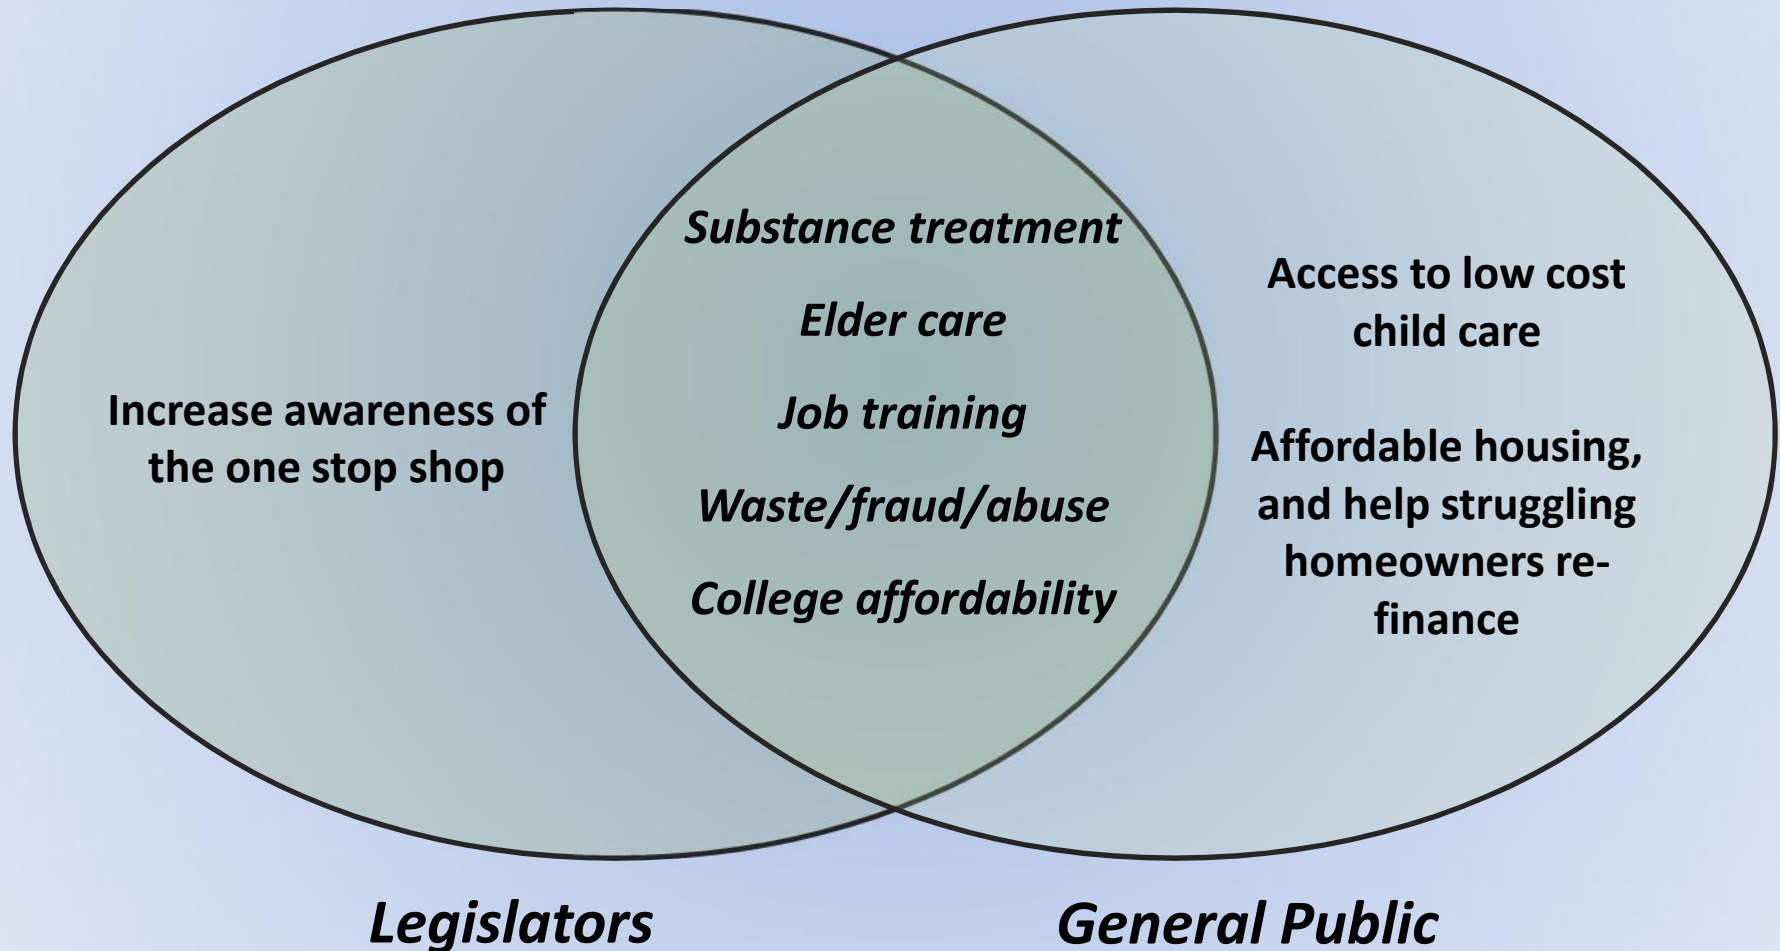 Substance treatment
Elder care
Job training
Waste/fraud/abuse
College affordability
Increase awareness of
the one stop shop
Access to low cost
child care
Affordable housing,
and help struggling
homeowners re-
finance
Legislators
General Public